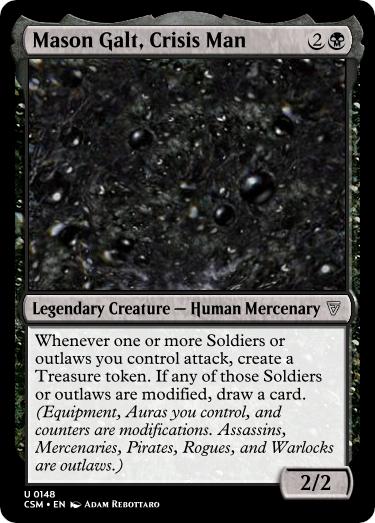 Mason Galt, Crisis Man 2
Legendary Creature — Human Mercenary
Whenever one or more Soldiers or
outlaws you control attack, create a
Treasure token. If any of those Soldiers
or outlaws are modified, draw a card.
(Equipment, Auras you control, and
counters are modifications. Assassins,
Mercenaries, Pirates, Rogues, and Warlocks
are outlaws.)
2/2
U 0148
CSM • EN Adam Rebottaro